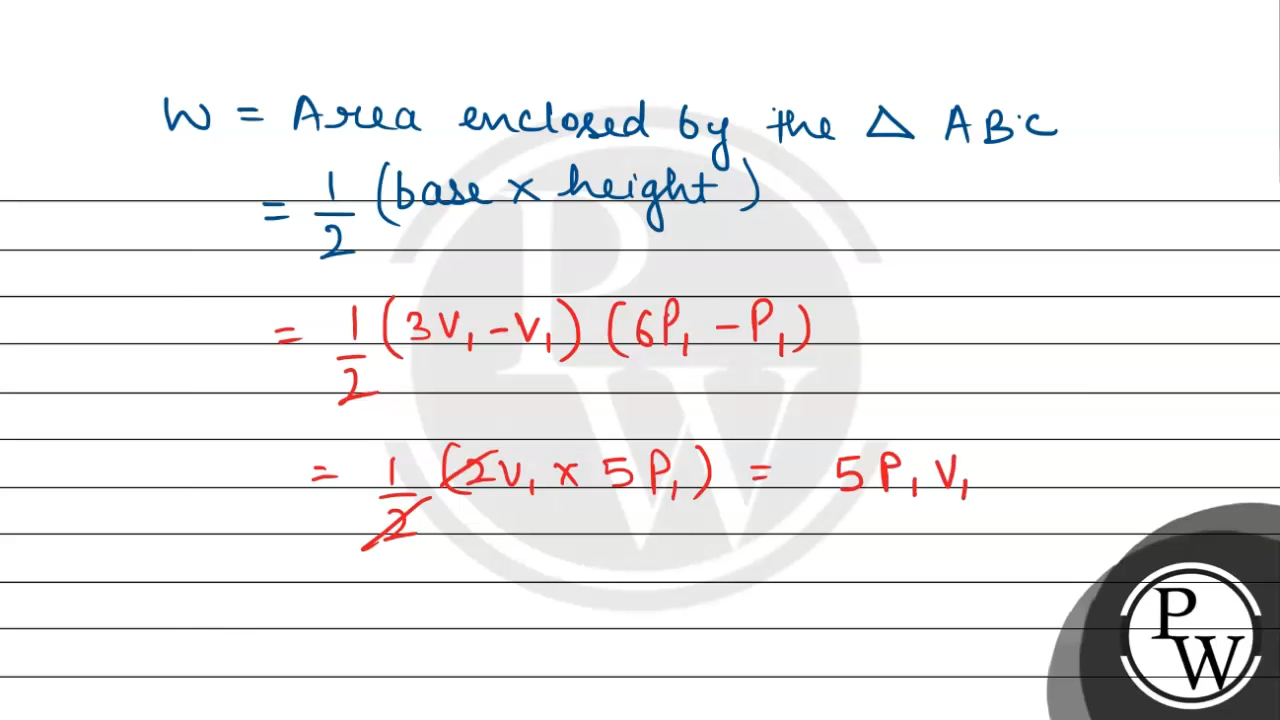 W = Area enclosed by the Δ ABC
= 1/2 (base × height)
= 1/2 (3V₁ - V₁) (6P₁ - P₁)
= 1/2 (2V₁ × 5P₁) = 5P₁V₁
P
W
P
W